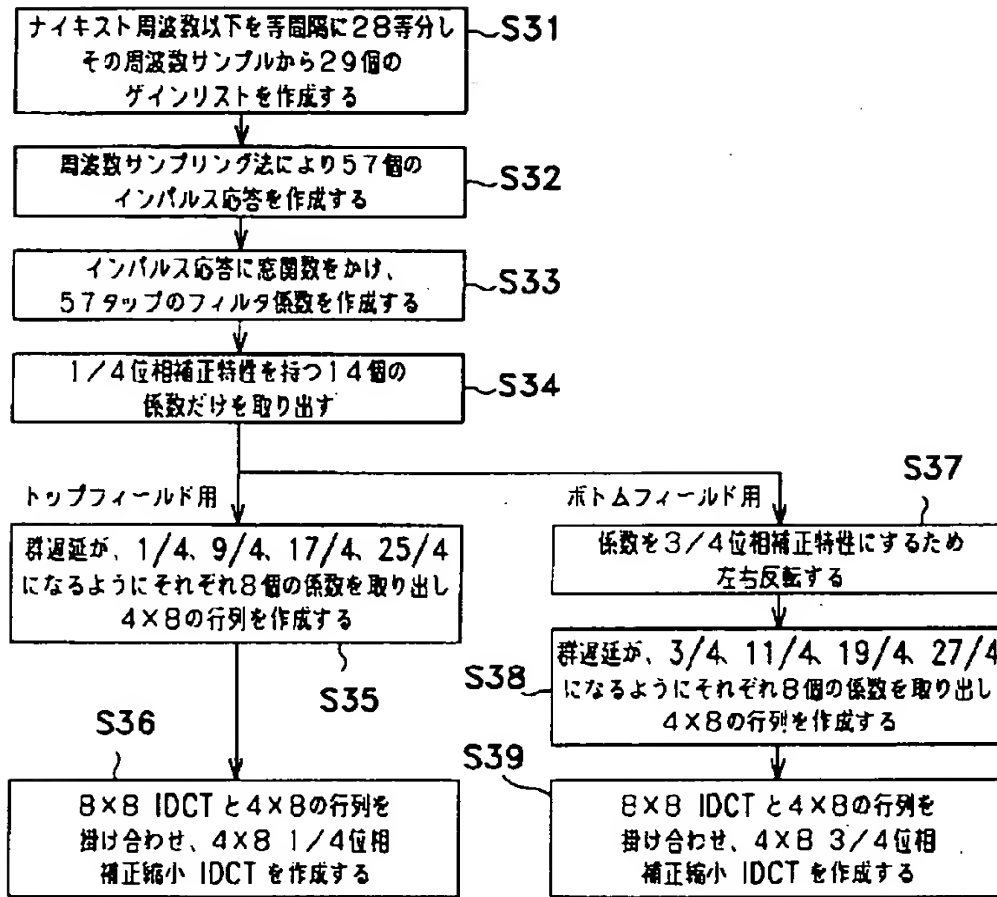 ナイキスト周波数以下を等間隔に28等分し
その周波数サンプルから29個の
ゲインリストを作成する
S31
周波数サンプリング法により57個の
インパルス応答を作成する
S32
インパルス応答に窓関数をかけ、
57タップのフィルタ係数を作成する
S33
1/4位相補正特性を持つ14個の
係数だけを取り出す
S34
トップフィールド用
群遅延が、1/4、9/4、17/4、25/4
になるようにそれぞれ8個の係数を取り出し
4×8の行列を作成する
S35
S36
8×8 IDCTと4×8の行列を
掛け合わせ、4×8 1/4位相
補正縮小 IDCTを作成する
ボトムフィールド用
S37
係数を3/4位相補正特性にするため
左右反転する
群遅延が、3/4、11/4、19/4、27/4
になるようにそれぞれ8個の係数を取り出し
4×8の行列を作成する
S38
S39
8×8 IDCTと4×8の行列を
掛け合わせ、4×8 3/4位相
補正縮小 IDCTを作成する